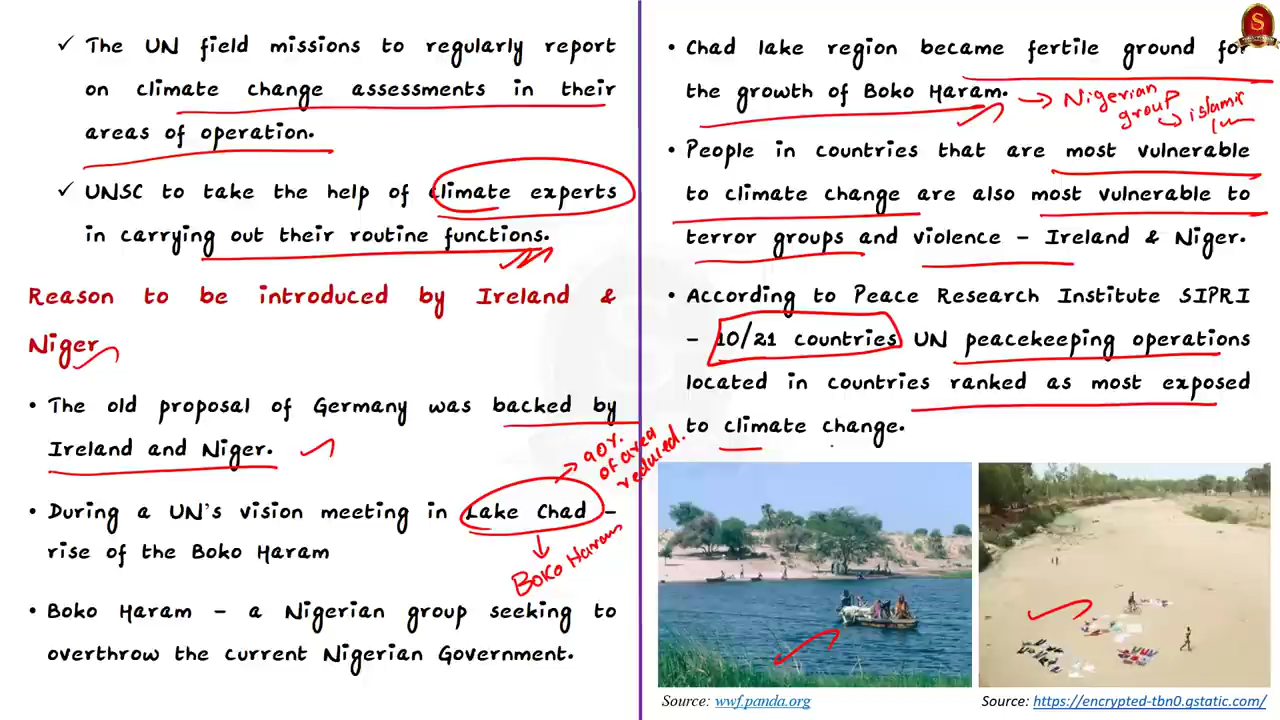 ✓ The UN field missions to regularly report
on climate change assessments in their
areas of operation.
✓ UNSC to take the help of climate experts
in carrying out their routine functions.
Reason to be introduced by Ireland &
Niger
• The old proposal of Germany was backed by
Ireland and Niger.
90%
of area
reduced.
• During a UN's vision meeting in Lake Chad –
rise of the Boko Haram
Boko Haram
• Boko Haram – a Nigerian group seeking to
overthrow the current Nigerian Government.
S
• Chad lake region became fertile ground for
the growth of Boko Haram.
→ Nigerian
group → islamic
• People in countries that are most vulnerable
to climate change are also most vulnerable to
terror groups and violence – Ireland & Niger.
• According to Peace Research Institute SIPRI
– 10/21 countries UN peacekeeping operations
located in countries ranked as most exposed
to climate change.
Source: wwf.panda.org
Source: https://encrypted-tbn0.gstatic.com/